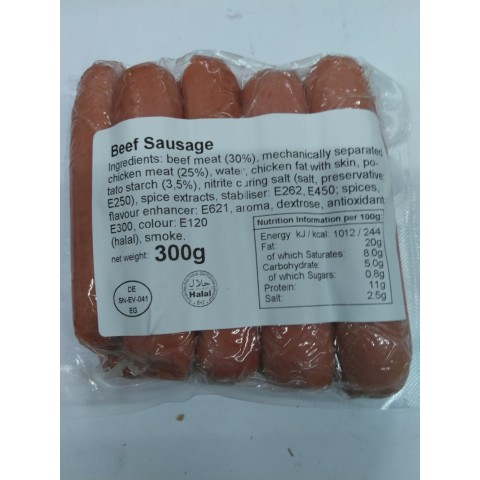 Beef Sausage
Ingredients: beef meat (30%), mechanically separated
chicken meat (25%), water, chicken fat with skin, po-
tato starch (3,5%), nitrite curing salt (salt, preservative:
E250), spice extracts, stabiliser: E262, E450; spices,
flavour enhancer: E621, aroma, dextrose, antioxidant:
E300, colour: E120
(halal), smoke.
net weight: 300g
Nutrition Information per 100g:
Energy kJ / kcal 1012 / 244
Fat: 20g
of which Saturates: 8.0g
Carbohydrate: 5.0g
of which Sugars: 0.8g
Protein: 11g
Salt: 2.5g
DE
SN-EV-041
EG
حلال
Halal